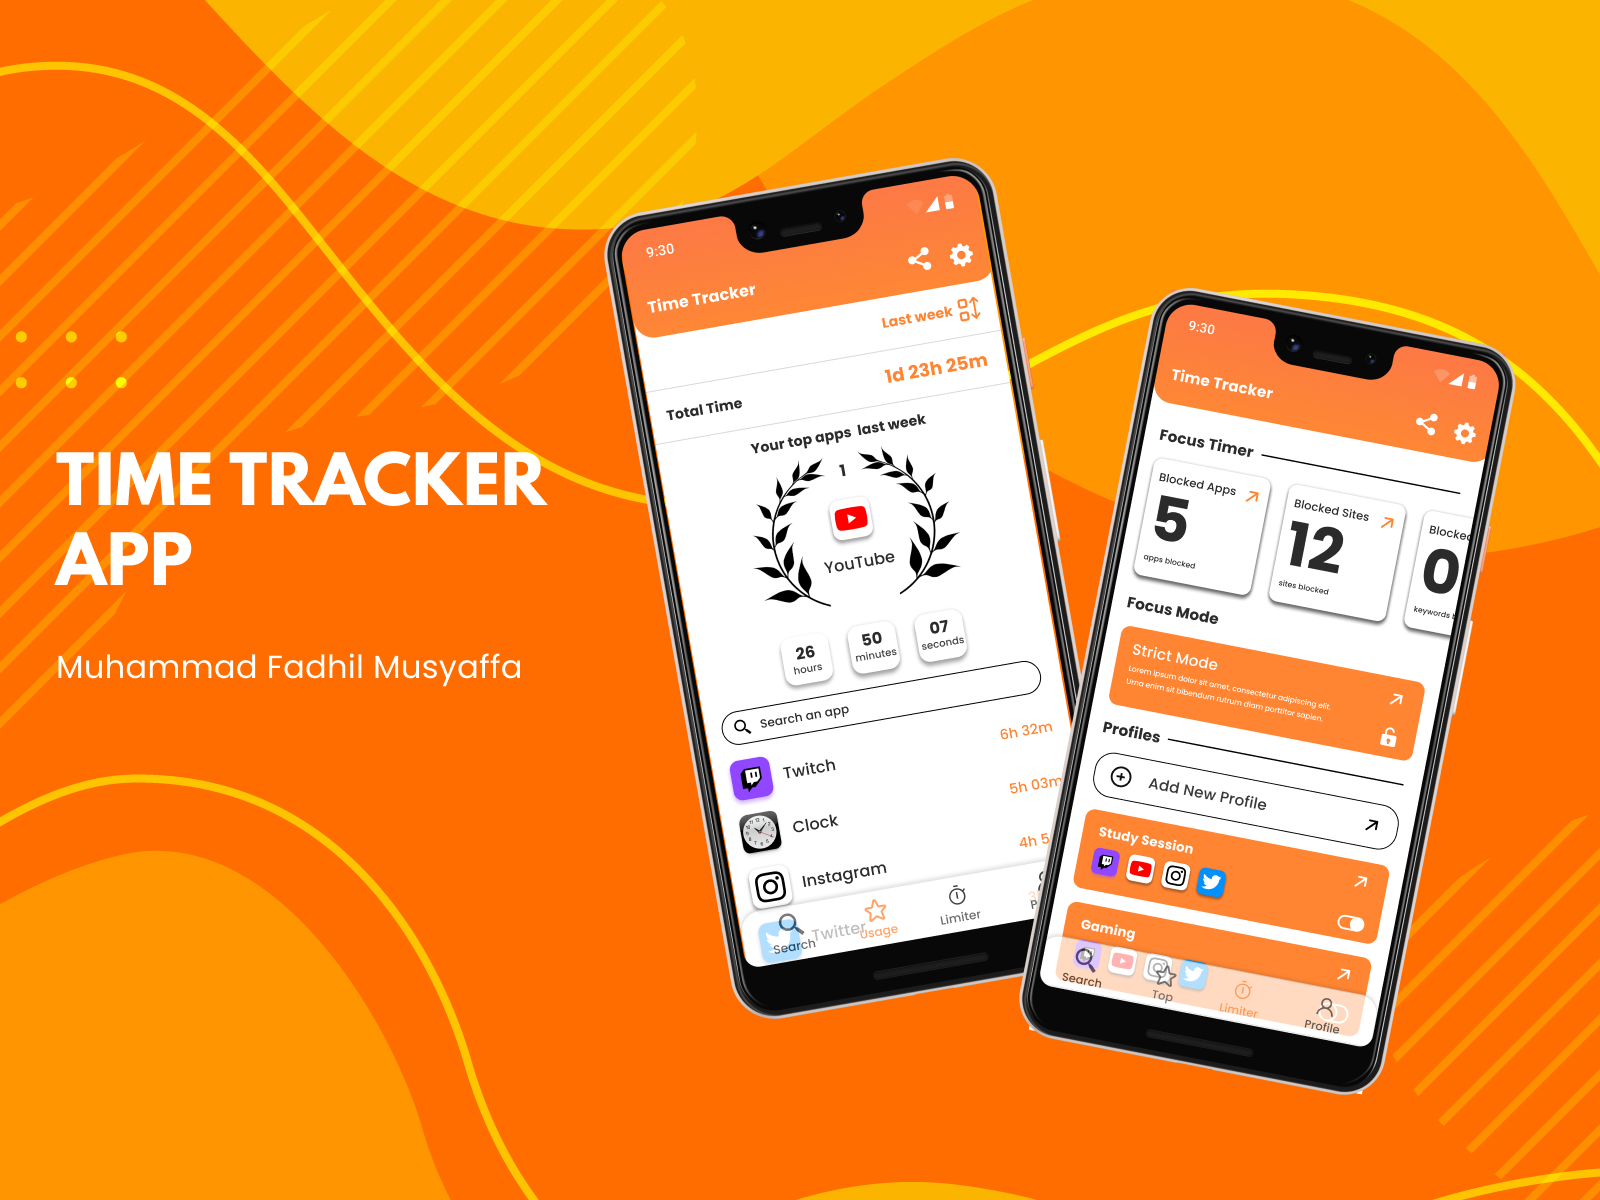 TIME TRACKER
APP
Muhammad Fadhil Musyaffa
9:30
Time Tracker
Last week
1d 23h 25m
Total Time
Your top apps last week
1
YouTube
26
hours
50
minutes
07
seconds
Search an app
Twitch
6h 32m
Clock
5h 03m
Instagram
4h 5
Twitter
Search
Usage
Limiter
9:30
Time Tracker
Focus Timer
Blocked Apps
5
apps blocked
Blocked Sites
12
sites blocked
Blocked
0
keywords
Focus Mode
Strict Mode
Lorem ipsum dolor sit amet, consectetur adipiscing elit.
Urna enim sit bibendum rutrum diam porttitor sapien.
Profiles
Add New Profile
Study Session
Gaming
Search
Top
Limiter
Profile